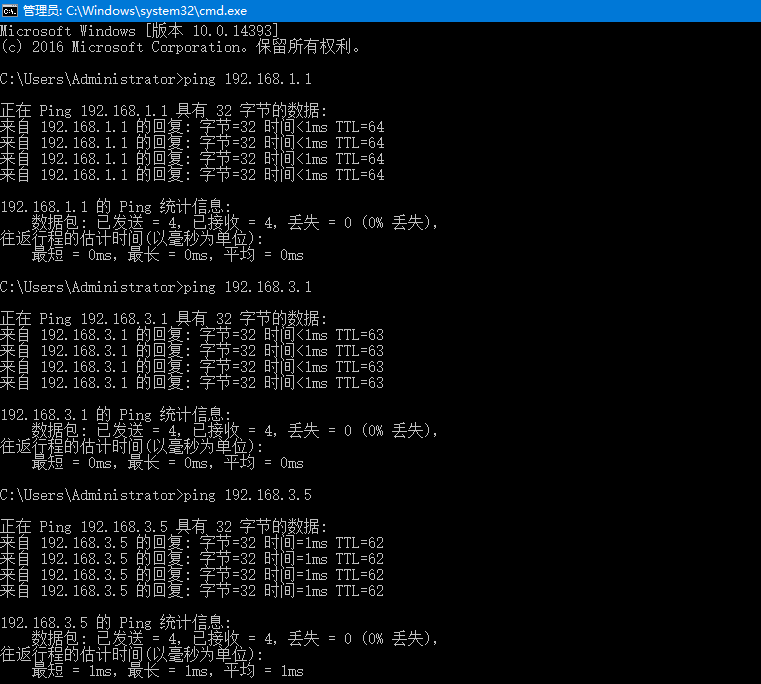 管理员: C:\Windows\system32\cmd.exe
Microsoft Windows [版本 10.0.14393]
(c) 2016 Microsoft Corporation。保留所有权利。
C:\Users\Administrator>ping 192.168.1.1
正在 Ping 192.168.1.1 具有 32 字节的数据:
来自 192.168.1.1 的回复: 字节=32 时间<1ms TTL=64
来自 192.168.1.1 的回复: 字节=32 时间<1ms TTL=64
来自 192.168.1.1 的回复: 字节=32 时间<1ms TTL=64
来自 192.168.1.1 的回复: 字节=32 时间<1ms TTL=64
192.168.1.1 的 Ping 统计信息:
数据包: 已发送 = 4, 已接收 = 4, 丢失 = 0 (0% 丢失),
往返行程的估计时间(以毫秒为单位):
最短 = 0ms, 最长 = 0ms, 平均 = 0ms
C:\Users\Administrator>ping 192.168.3.1
正在 Ping 192.168.3.1 具有 32 字节的数据:
来自 192.168.3.1 的回复: 字节=32 时间<1ms TTL=63
来自 192.168.3.1 的回复: 字节=32 时间<1ms TTL=63
来自 192.168.3.1 的回复: 字节=32 时间<1ms TTL=63
来自 192.168.3.1 的回复: 字节=32 时间<1ms TTL=63
192.168.3.1 的 Ping 统计信息:
数据包: 已发送 = 4, 已接收 = 4, 丢失 = 0 (0% 丢失),
往返行程的估计时间(以毫秒为单位):
最短 = 0ms, 最长 = 0ms, 平均 = 0ms
C:\Users\Administrator>ping 192.168.3.5
正在 Ping 192.168.3.5 具有 32 字节的数据:
来自 192.168.3.5 的回复: 字节=32 时间=1ms TTL=62
来自 192.168.3.5 的回复: 字节=32 时间=1ms TTL=62
来自 192.168.3.5 的回复: 字节=32 时间=1ms TTL=62
来自 192.168.3.5 的回复: 字节=32 时间=1ms TTL=62
192.168.3.5 的 Ping 统计信息:
数据包: 已发送 = 4, 已接收 = 4, 丢失 = 0 (0% 丢失),
往返行程的估计时间(以毫秒为单位):
最短 = 1ms, 最长 = 1ms, 平均 = 1ms